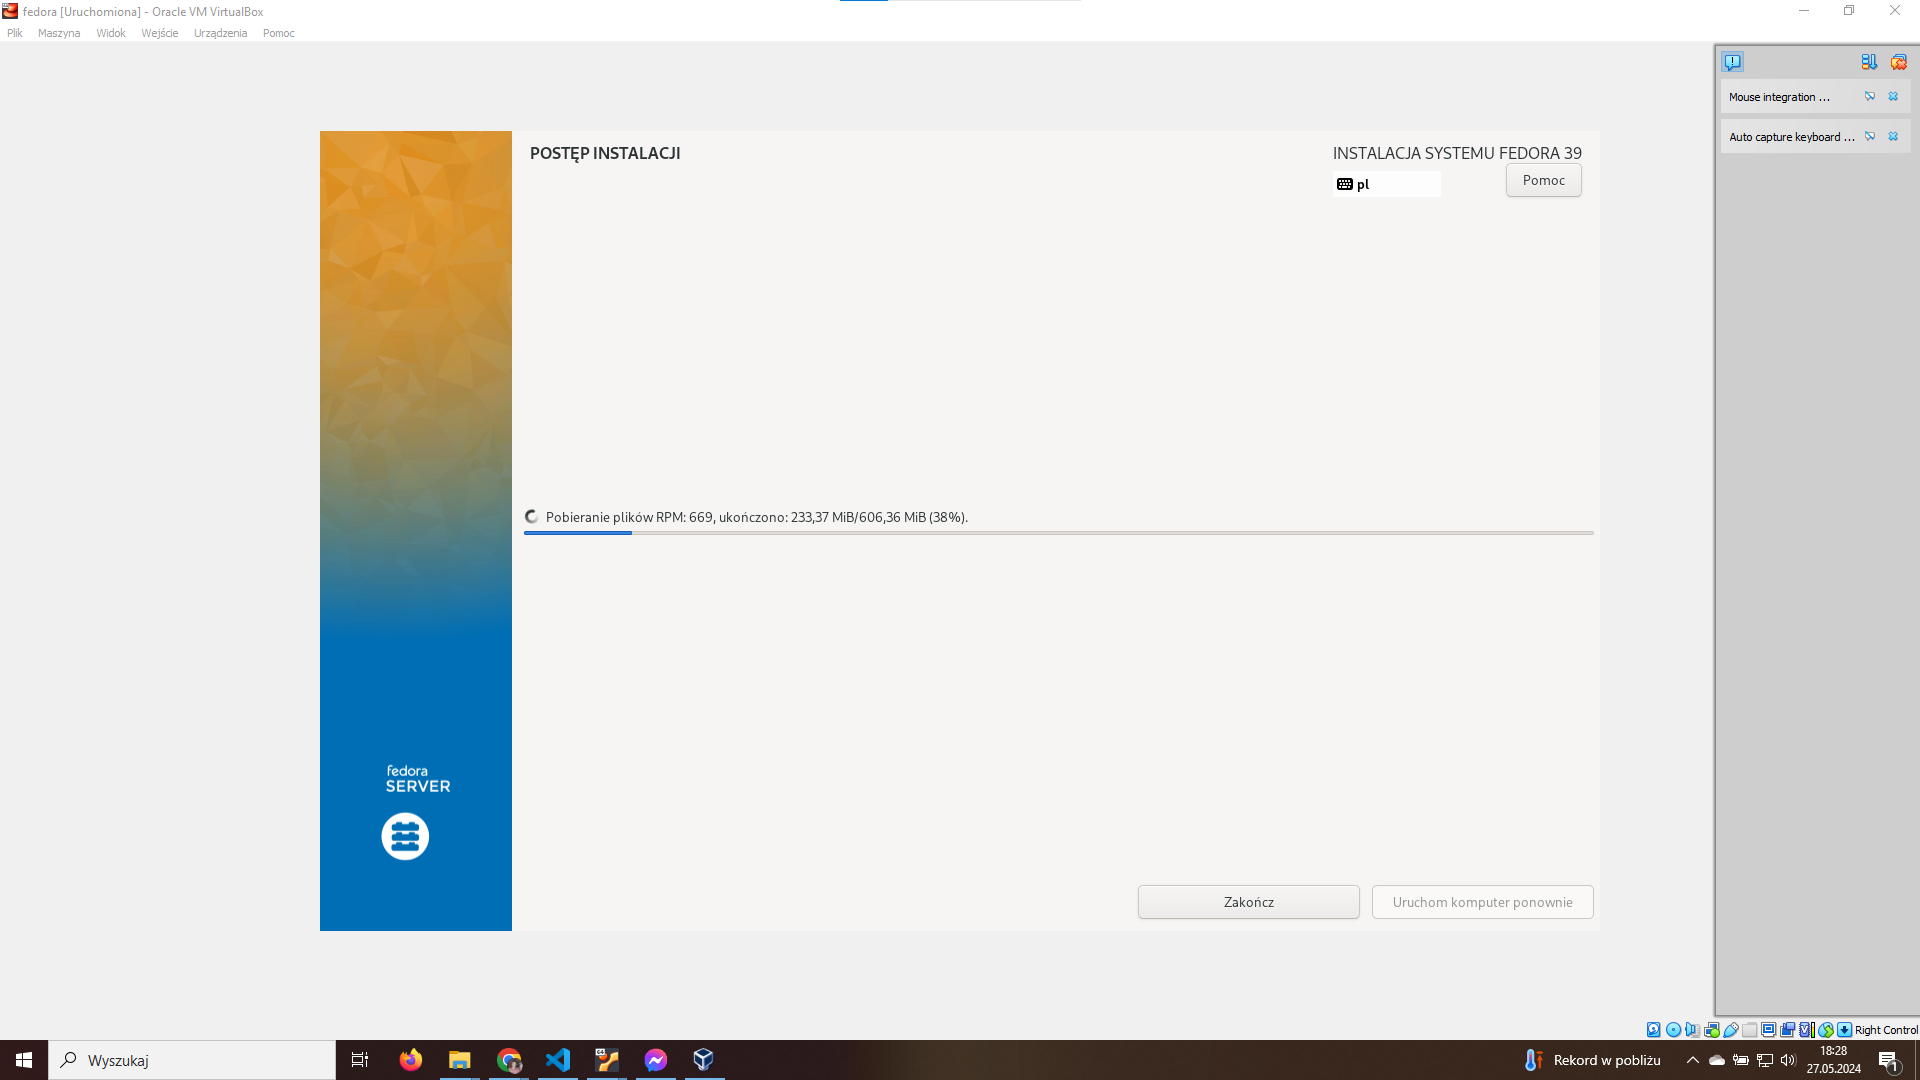 fedora [Uruchomiona] - Oracle VM VirtualBox
Plik Maszyna Widok Wejście Urządzenia Pomoc
Mouse integration ...
Auto capture keyboard ...
POSTĘP INSTALACJI
INSTALACJA SYSTEMU FEDORA 39
pl
Pomoc
Pobieranie plików RPM: 669, ukończono: 233,37 MiB/606,36 MiB (38%).
fedora
SERVER
Zakończ
Uruchom komputer ponownie
Right Control
Wyszukaj
Rekord w pobliżu
18:28
27.05.2024
1